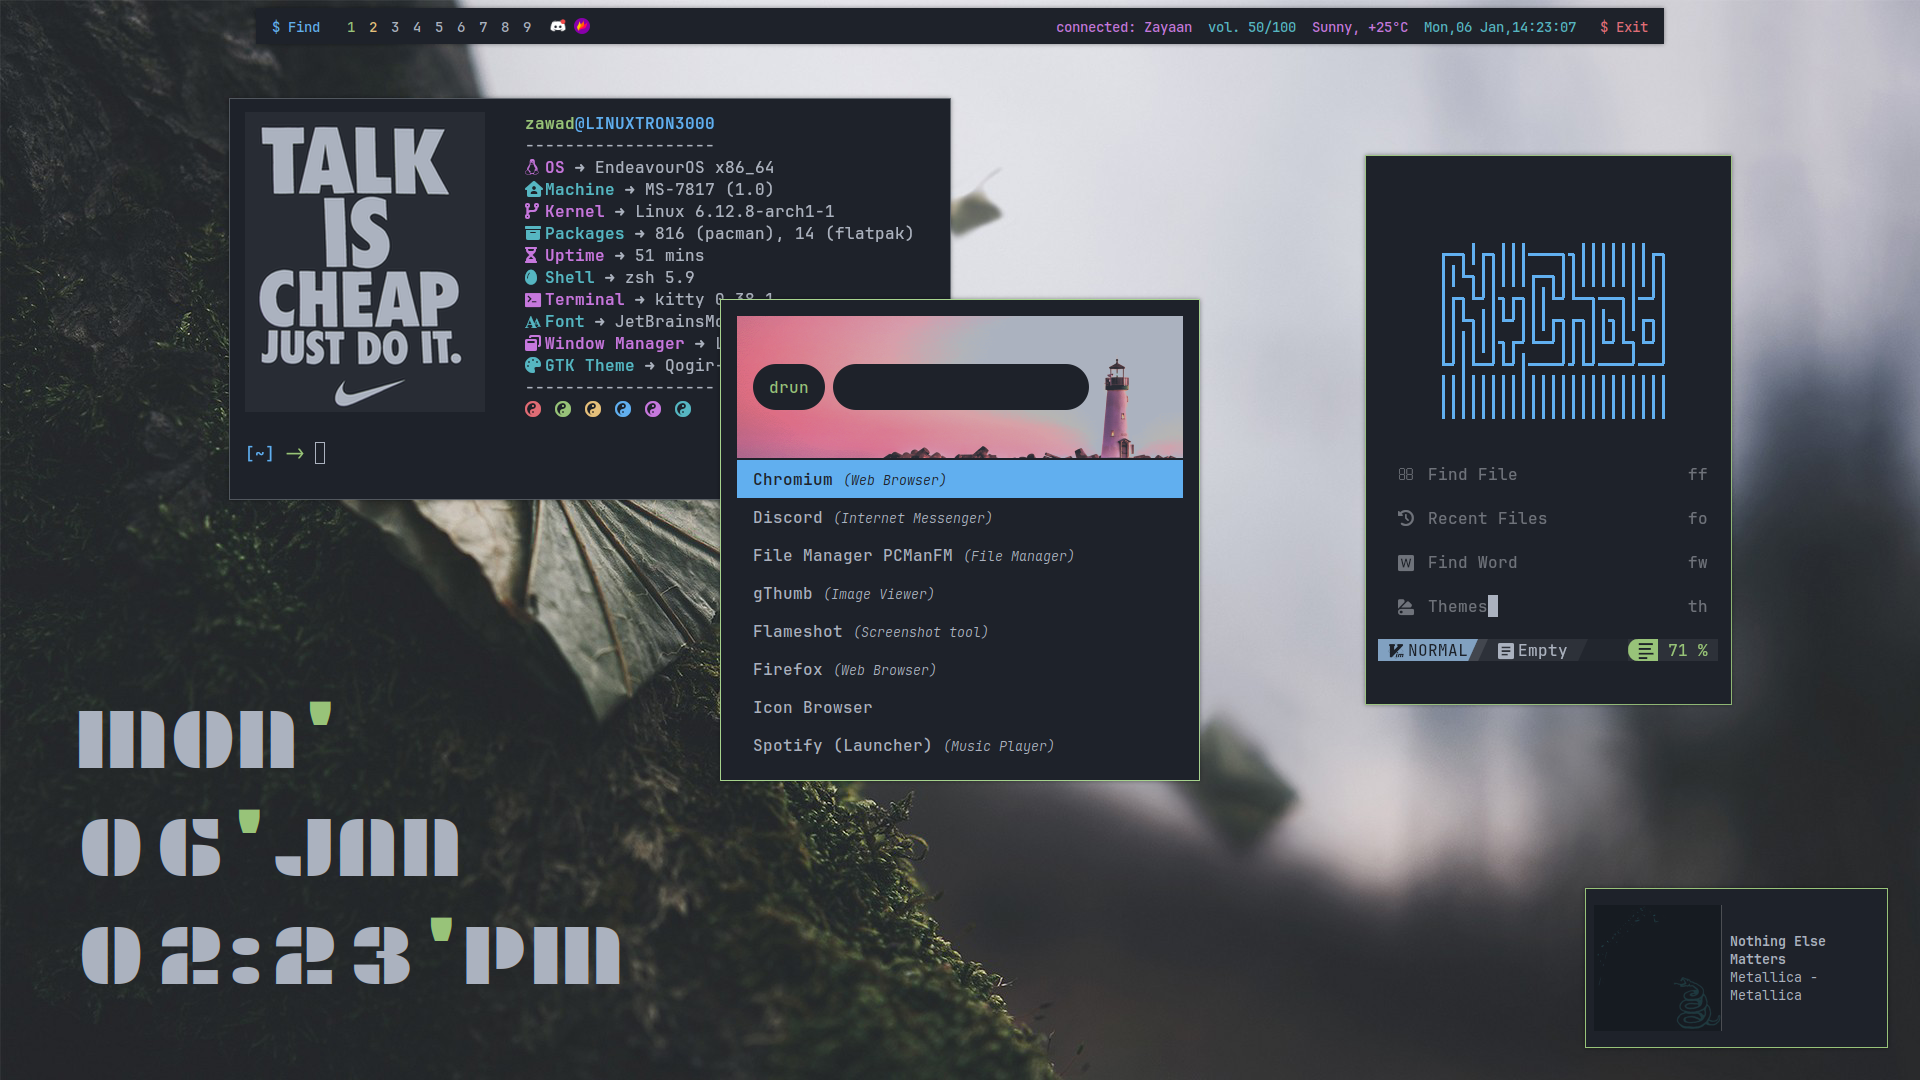 $ Find 1 2 3 4 5 6 7 8 9
connected: Zayaan vol. 50/100 Sunny, +25°C Mon,06 Jan,14:23:07 $ Exit
TALK
IS
CHEAP
JUST DO IT.
zawad@LINUXTRON3000
-------------------
OS → EndeavourOS x86_64
Machine → MS-7817 (1.0)
Kernel → Linux 6.12.8-arch1-1
Packages → 816 (pacman), 14 (flatpak)
Uptime → 51 mins
Shell → zsh 5.9
Terminal → kitty 0.38.1
Font → JetBrainsMo
Window Manager →
GTK Theme → Qogir-
-------------------
[~] →
drun
Chromium (Web Browser)
Discord (Internet Messenger)
File Manager PCManFM (File Manager)
gThumb (Image Viewer)
Flameshot (Screenshot tool)
Firefox (Web Browser)
Icon Browser
Spotify (Launcher) (Music Player)
Find File ff
Recent Files fo
Find Word fw
Themes th
NORMAL Empty 71 %
mon'
06'Jan
02:23'pm
Nothing Else
Matters
Metallica -
Metallica